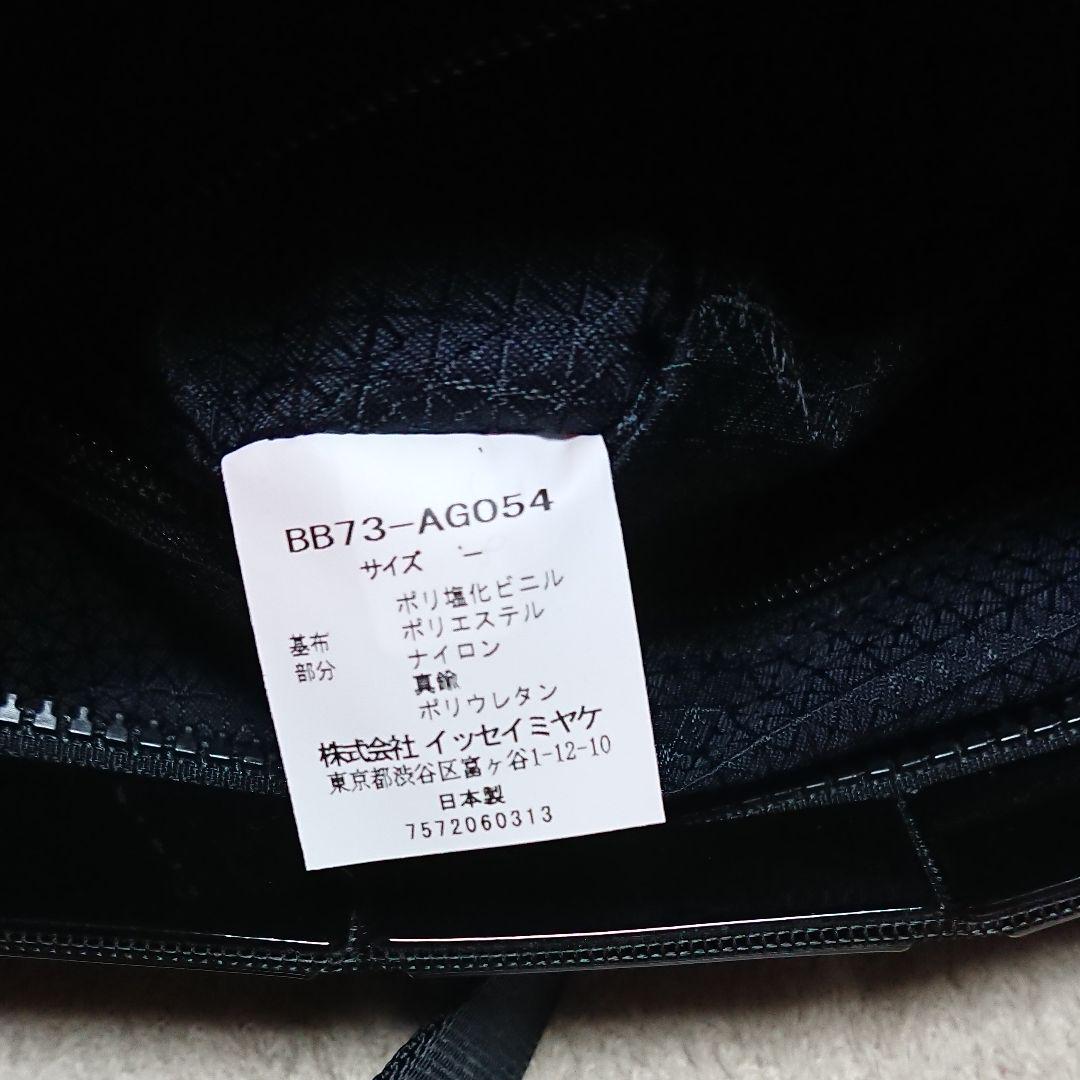 BB73-AG054
サイズ ー
ポリ塩化ビニル
基布 ポリエステル
部分 ナイロン
真鍮
ポリウレタン
株式会社 イッセイミヤケ
東京都渋谷区富ヶ谷1-12-10
日本製
7572060313